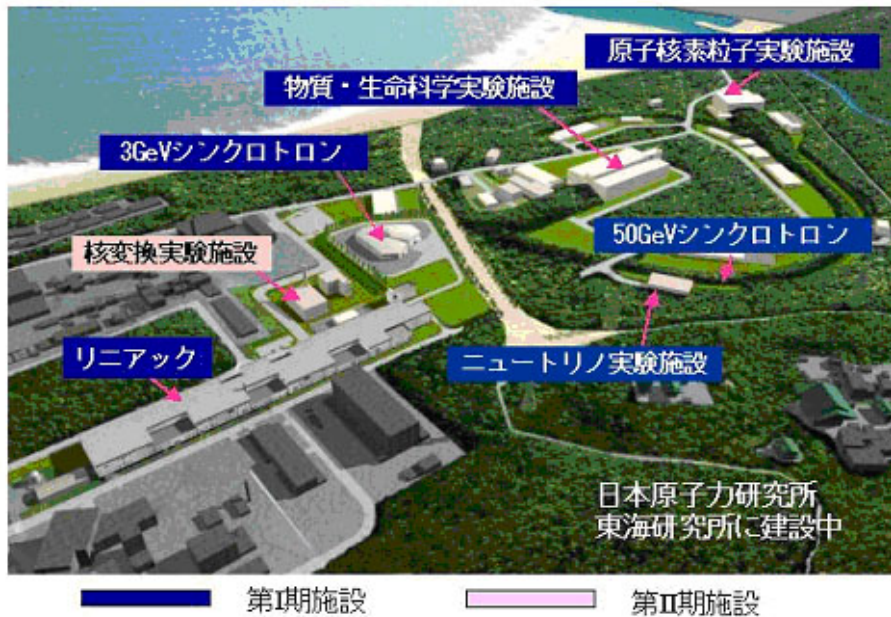 原子核素粒子実験施設
物質・生命科学実験施設
3GeVシンクロトロン
50GeVシンクロトロン
核変換実験施設
リニアック
ニュートリノ実験施設
日本原子力研究所
東海研究所に建設中
第Ⅰ期施設
第Ⅱ期施設